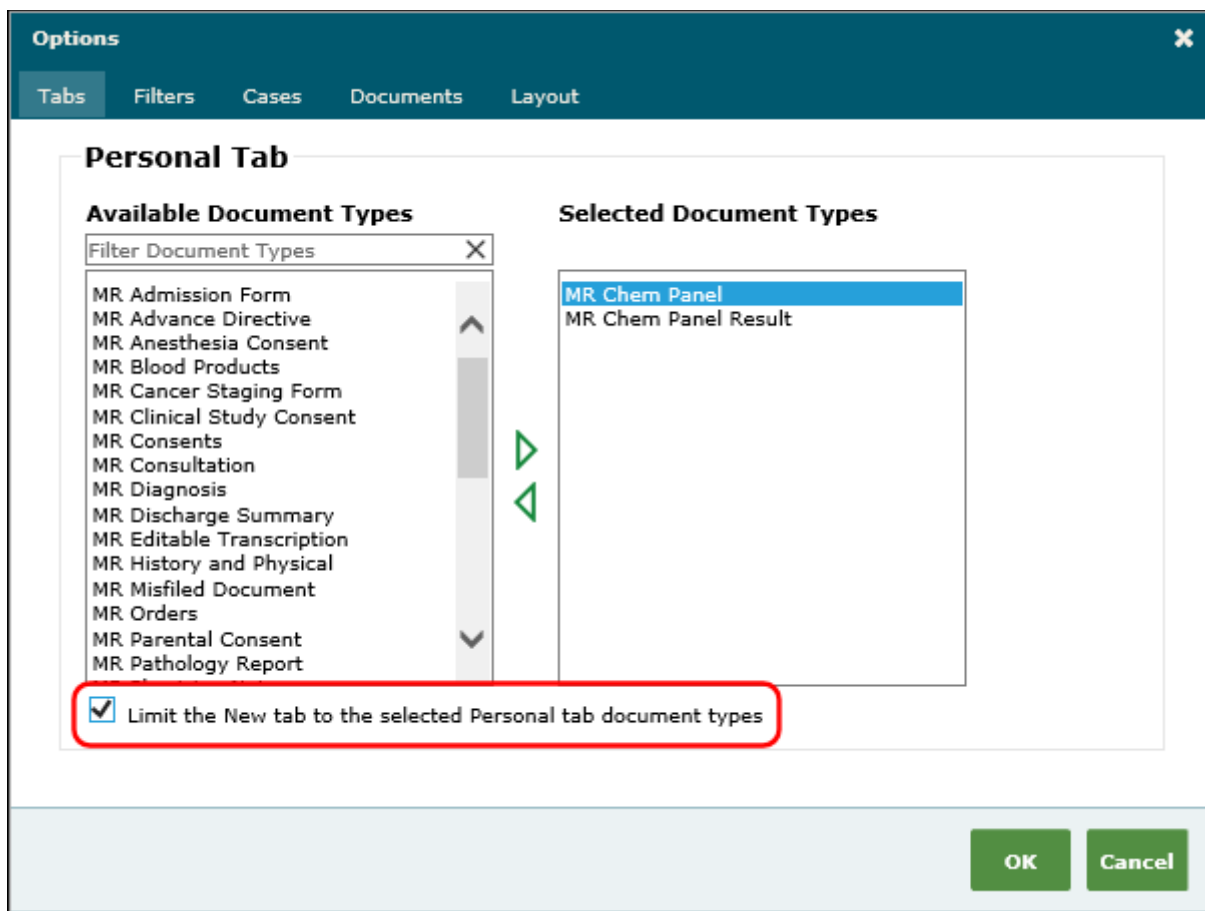 Options
Tabs Filters Cases Documents Layout
Personal Tab
Available Document Types
Selected Document Types
Filter Document Types
MR Admission Form
MR Advance Directive
MR Anesthesia Consent
MR Blood Products
MR Cancer Staging Form
MR Clinical Study Consent
MR Consents
MR Consultation
MR Diagnosis
MR Discharge Summary
MR Editable Transcription
MR History and Physical
MR Misfiled Document
MR Orders
MR Parental Consent
MR Pathology Report
MR Chem Panel
MR Chem Panel Result
Limit the New tab to the selected Personal tab document types
OK Cancel